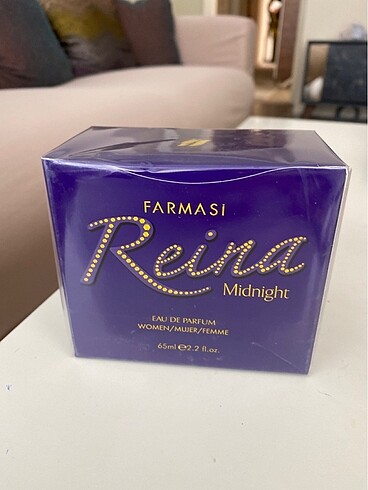 FARMASİ
Reina
Midnight
EAU DE PARFUM
WOMEN/MUJER/FEMME
65ml ℮ 2.2 fl.oz.